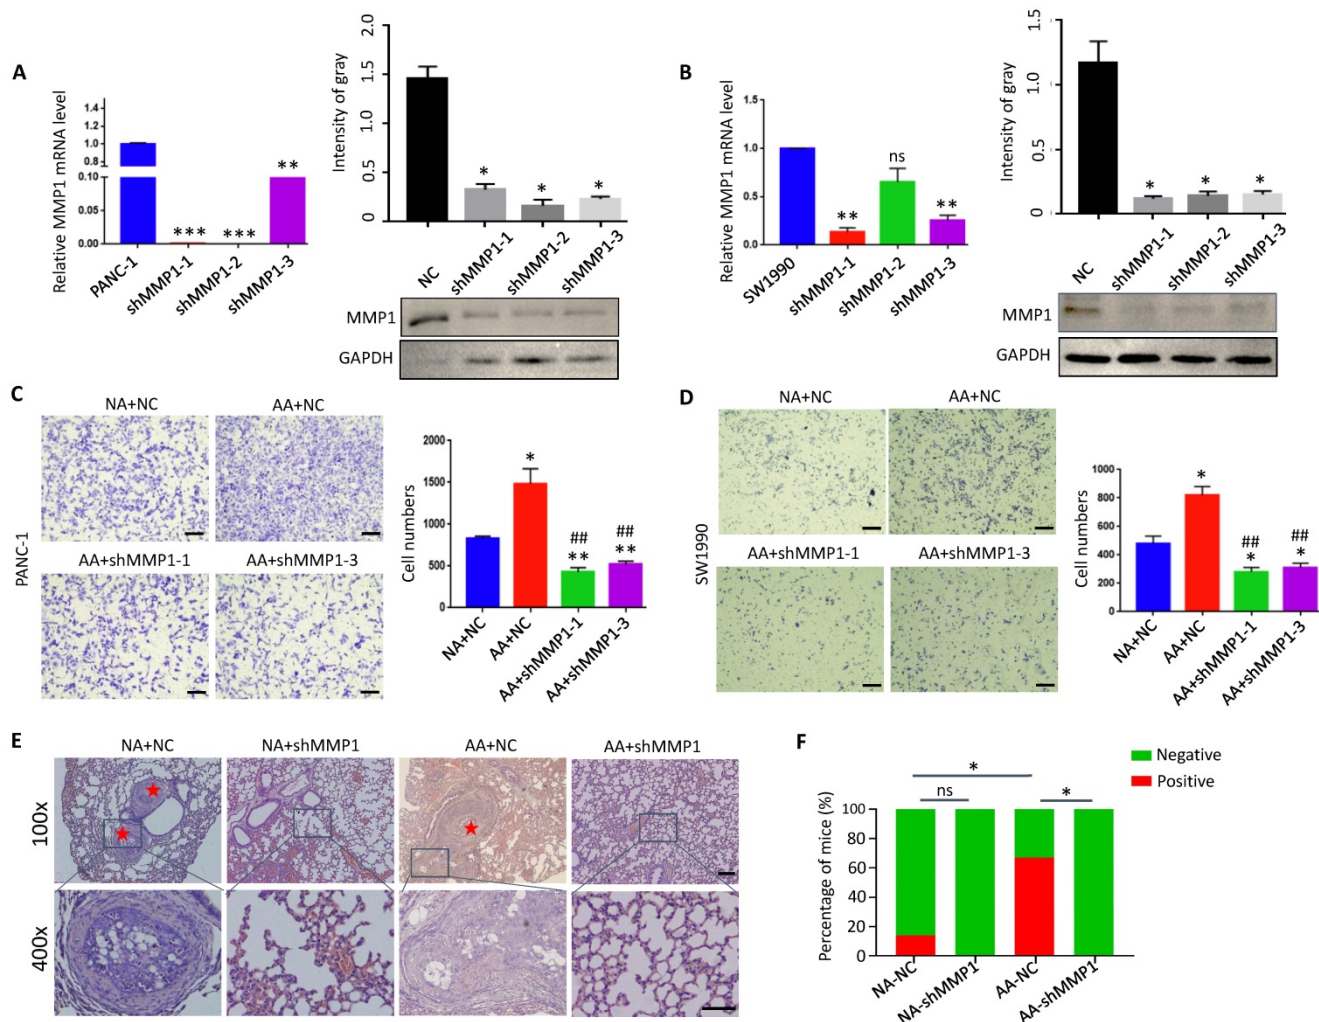 A
Relative MMP1 mRNA level
1.4
1.2
1.0
0.8
0.10
0.05
0.00
**
***
***
PANC-1
shMMP1-1
shMMP1-2
shMMP1-3
Intensity of gray
2.0
1.5
1.0
0.5
0
*
*
*
NC
shMMP1-1
shMMP1-2
shMMP1-3
MMP1
GAPDH
B
Relative MMP1 mRNA level
1.5
1.0
0.5
0.0
ns
**
**
SW1990
shMMP1-1
shMMP1-2
shMMP1-3
Intensity of gray
1.5
1.0
0.5
0
*
*
*
NC
shMMP1-1
shMMP1-2
shMMP1-3
MMP1
GAPDH
C
PANC-1
NA+NC
AA+NC
AA+shMMP1-1
AA+shMMP1-3
Cell numbers
2000
1500
1000
500
0
*
##
**
##
**
NA+NC
AA+NC
AA+shMMP1-1
AA+shMMP1-3
D
SW1990
NA+NC
AA+NC
AA+shMMP1-1
AA+shMMP1-3
Cell numbers
1000
800
600
400
200
0
*
##
*
##
*
NA+NC
AA+NC
AA+shMMP1-1
AA+shMMP1-3
E
NA+NC
NA+shMMP1
AA+NC
AA+shMMP1
100x
400x
F
Negative
Positive
Percentage of mice (%)
100
80
60
40
20
0
*
ns
*
NA-NC
NA-shMMP1
AA-NC
AA-shMMP1